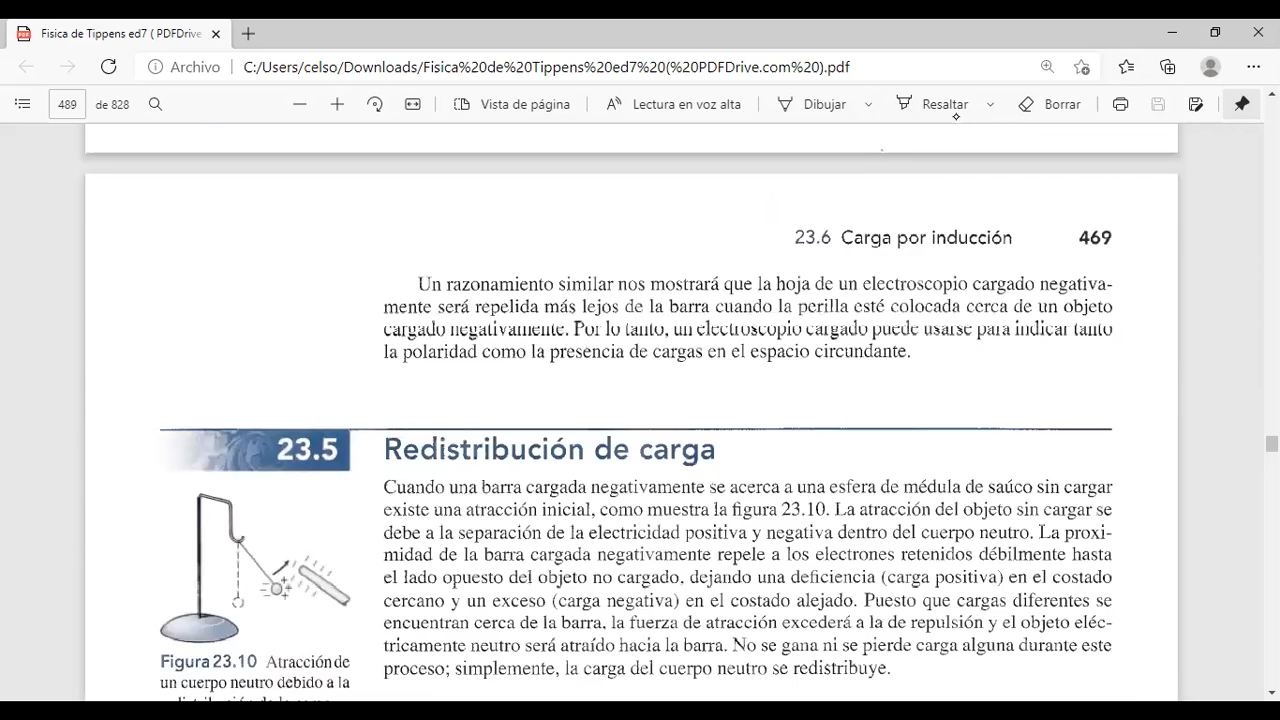 Fisica de Tippens ed7 ( PDFDrive
Archivo C:/Users/celso/Downloads/Fisica%20de%20Tippens%20ed7%20(%20PDFDrive.com%20).pdf
489 de 828 Vista de página Lectura en voz alta Dibujar Resaltar Borrar
23.6 Carga por inducción 469
Un razonamiento similar nos mostrará que la hoja de un electroscopio cargado negativa-
mente será repelida más lejos de la barra cuando la perilla esté colocada cerca de un objeto
cargado negativamente. Por lo tanto, un electroscopio cargado puede usarse para indicar tanto
la polaridad como la presencia de cargas en el espacio circundante.
23.5 Redistribución de carga
Cuando una barra cargada negativamente se acerca a una esfera de médula de saúco sin cargar
existe una atracción inicial, como muestra la figura 23.10. La atracción del objeto sin cargar se
debe a la separación de la electricidad positiva y negativa dentro del cuerpo neutro. La proxi-
midad de la barra cargada negativamente repele a los electrones retenidos débilmente hasta
el lado opuesto del objeto no cargado, dejando una deficiencia (carga positiva) en el costado
cercano y un exceso (carga negativa) en el costado alejado. Puesto que cargas diferentes se
encuentran cerca de la barra, la fuerza de atracción excederá a la de repulsión y el objeto eléc-
tricamente neutro será atraído hacia la barra. No se gana ni se pierde carga alguna durante este
proceso; simplemente, la carga del cuerpo neutro se redistribuye.
Figura 23.10 Atracción de
un cuerpo neutro debido a la